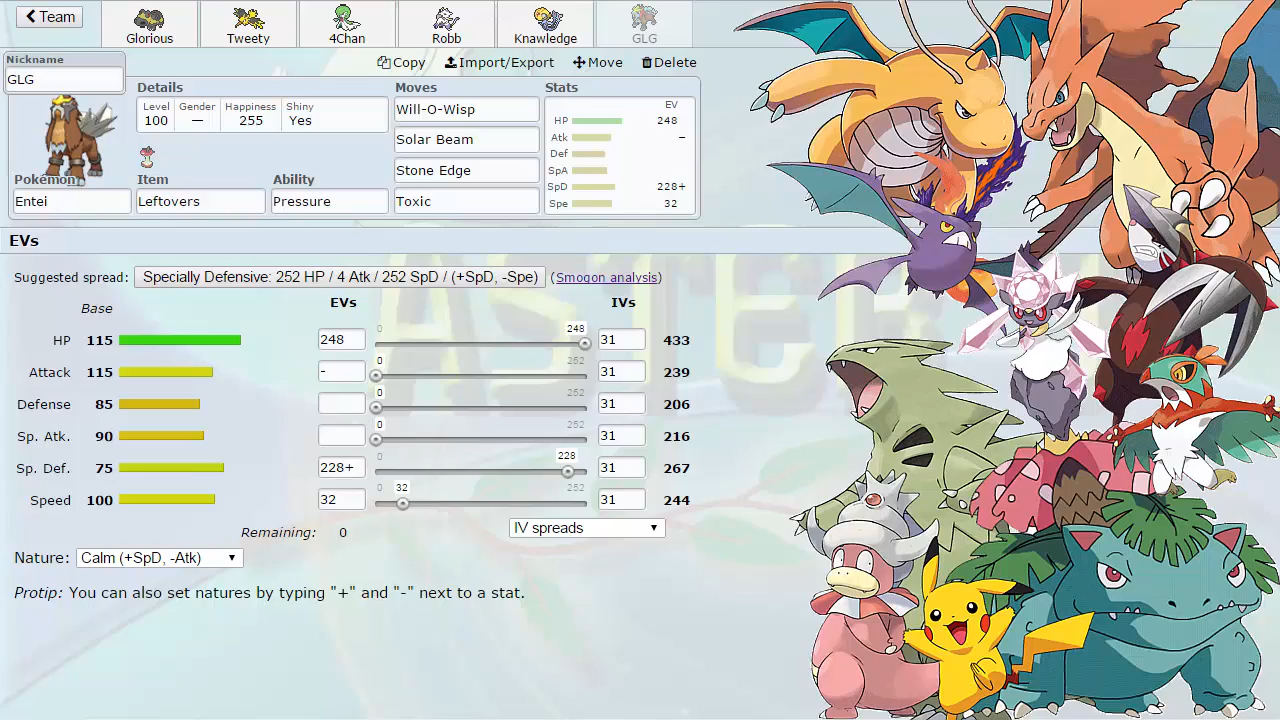 Team
Glorious
Tweety
4Chan
Robb
Knawledge
GLG
Nickname
GLG
Copy
Import/Export
Move
Delete
Details
Moves
Stats
Level
Gender
Happiness
Shiny
100
—
255
Yes
Will-O-Wisp
Solar Beam
Stone Edge
Toxic
EV
HP 248
Atk –
Def
SpA
SpD 228+
Spe 32
Pokémon
Item
Ability
Entei
Leftovers
Pressure
EVs
Suggested spread: Specially Defensive: 252 HP / 4 Atk / 252 SpD / (+SpD, -Spe) (Smogon analysis)
Base
EVs
IVs
HP 115 248 0 248 31 433
Attack 115 - 0 252 31 239
Defense 85 0 252 31 206
Sp. Atk. 90 0 252 31 216
Sp. Def. 75 228+ 0 228 252 31 267
Speed 100 32 0 32 252 31 244
Remaining: 0
IV spreads
Nature: Calm (+SpD, -Atk)
Protip: You can also set natures by typing "+" and "-" next to a stat.